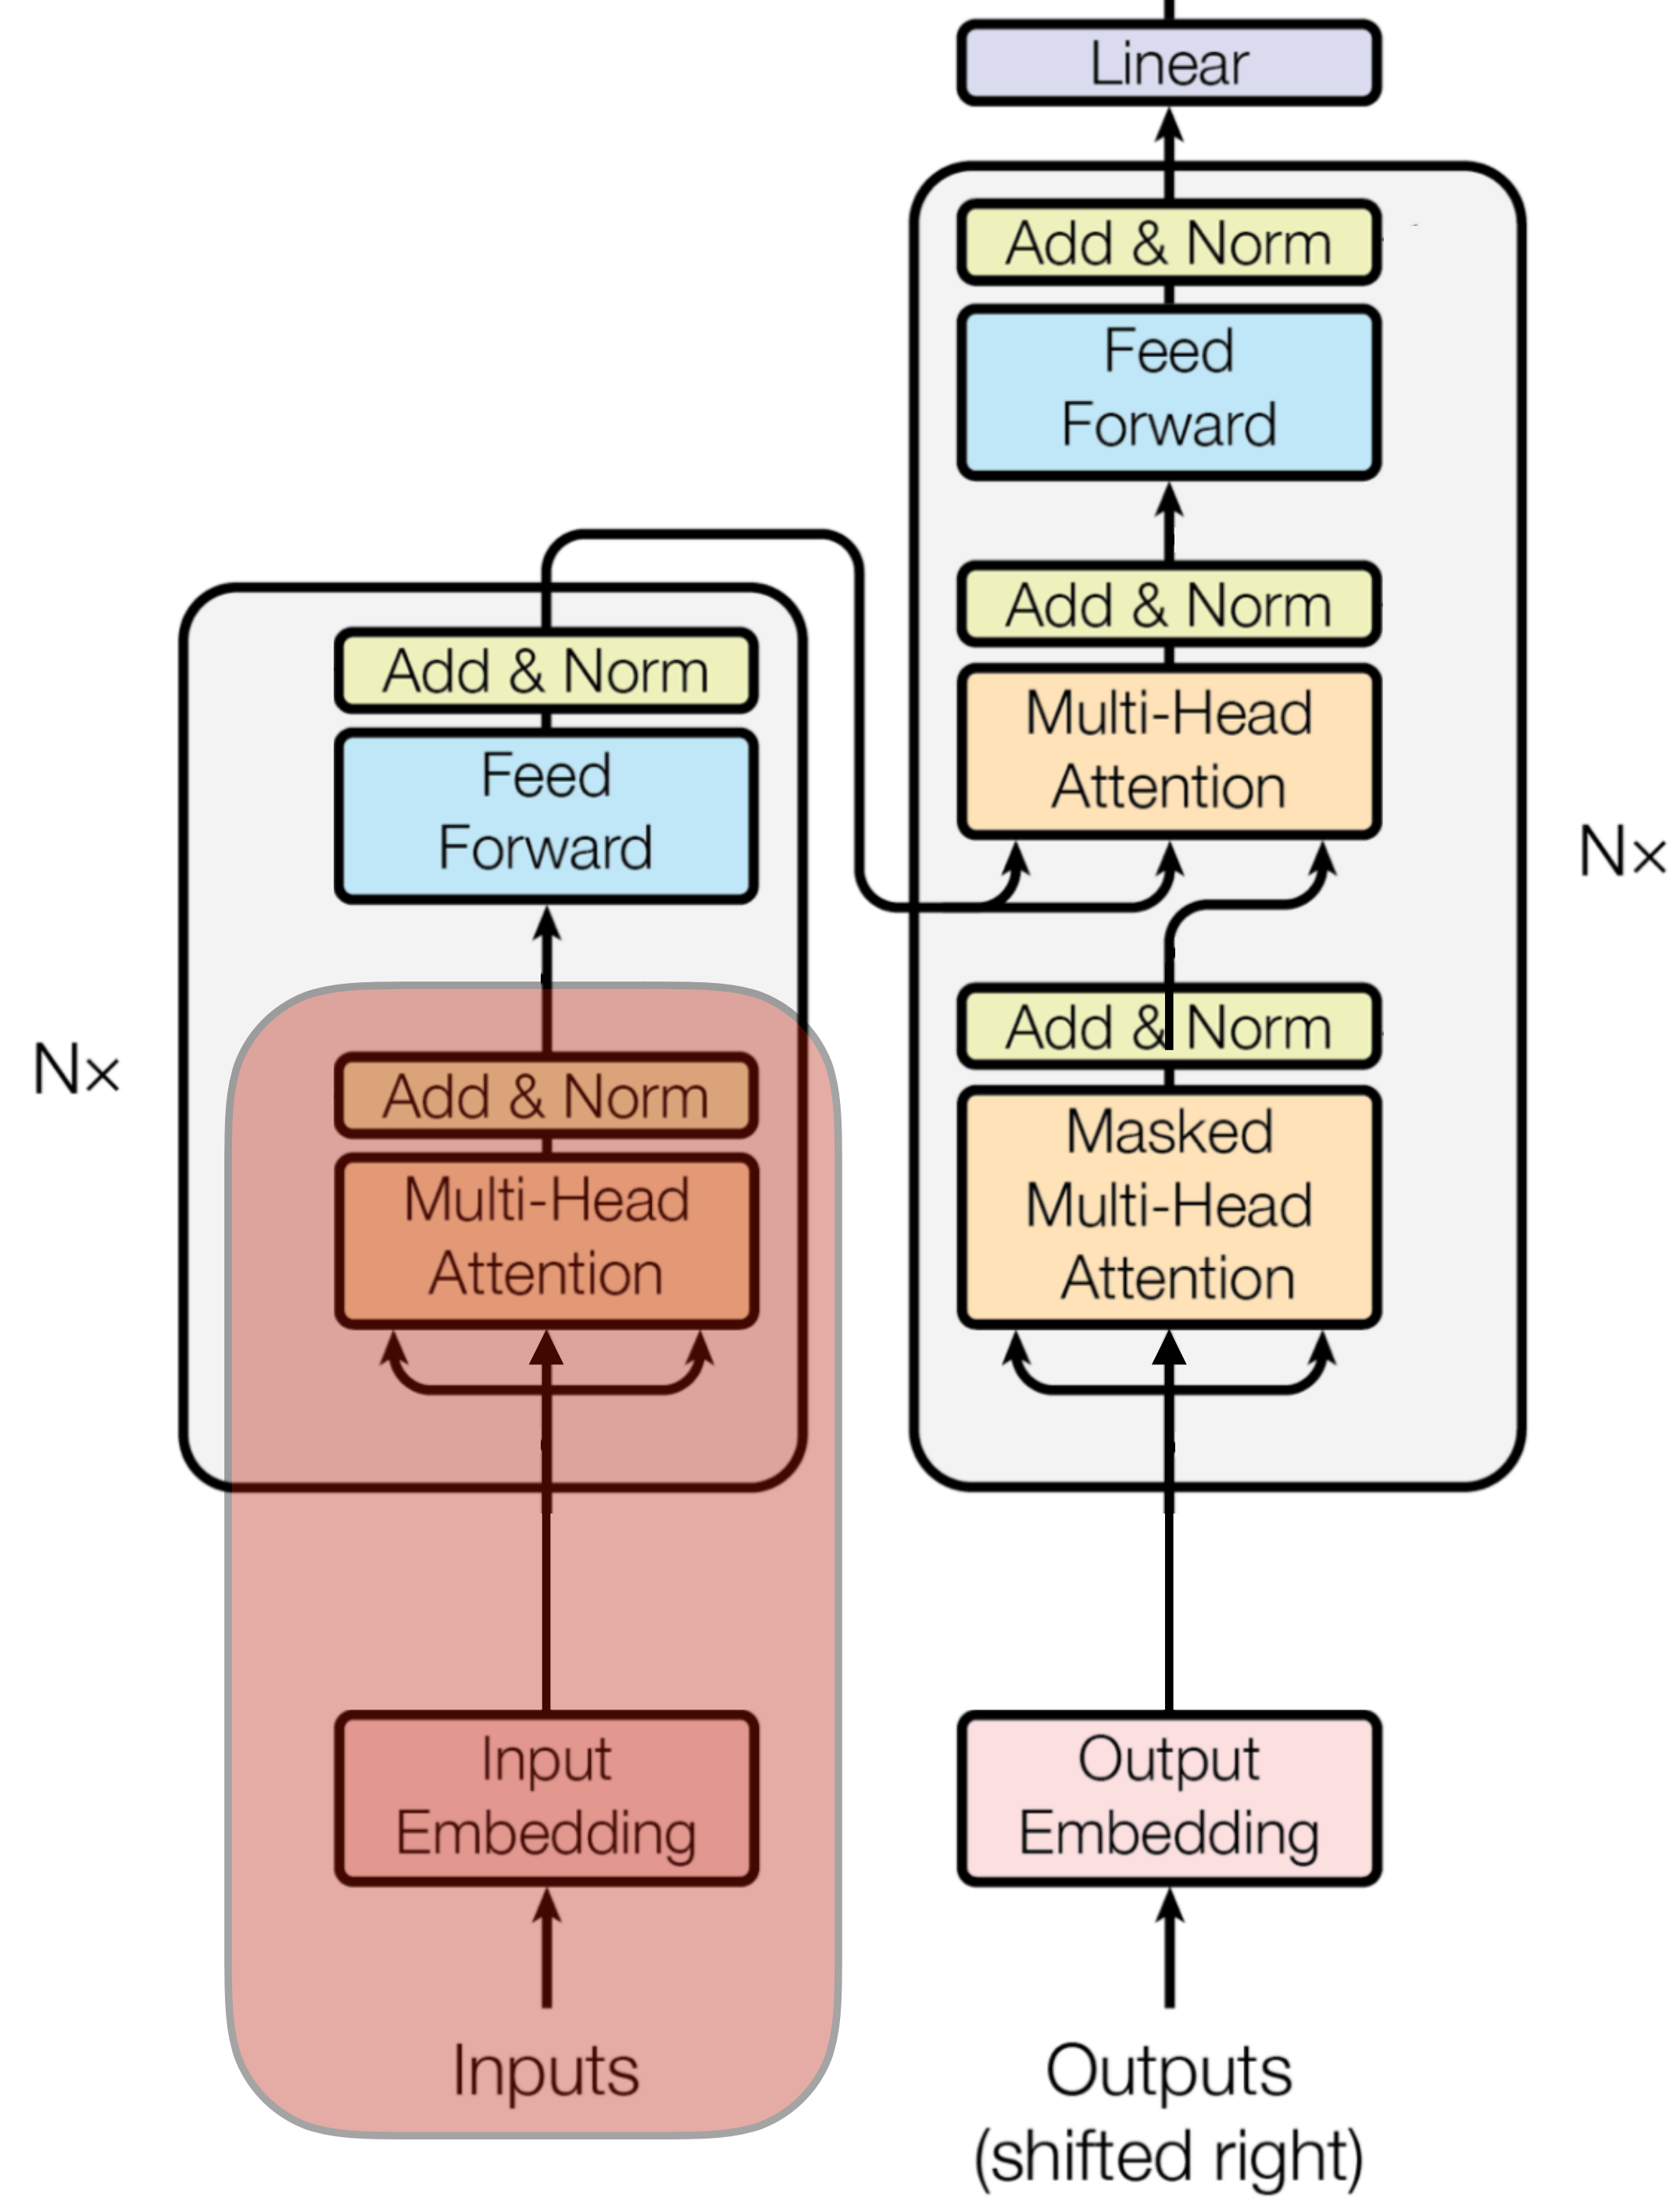 Linear
Add & Norm
Feed
Forward
Add & Norm
Multi-Head
Attention
Nx
Add & Norm
Masked
Multi-Head
Attention
Output
Embedding
Outputs
(shifted right)
Add & Norm
Feed
Forward
Nx
Add & Norm
Multi-Head
Attention
Input
Embedding
Inputs